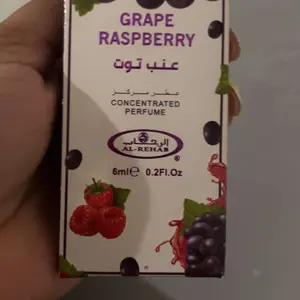 GRAPE
RASPBERRY
عنب توت
عطر مركز
CONCENTRATED
PERFUME
الرحاب
AL-REHAB ®
6ml ℮ 0.2Fl.Oz